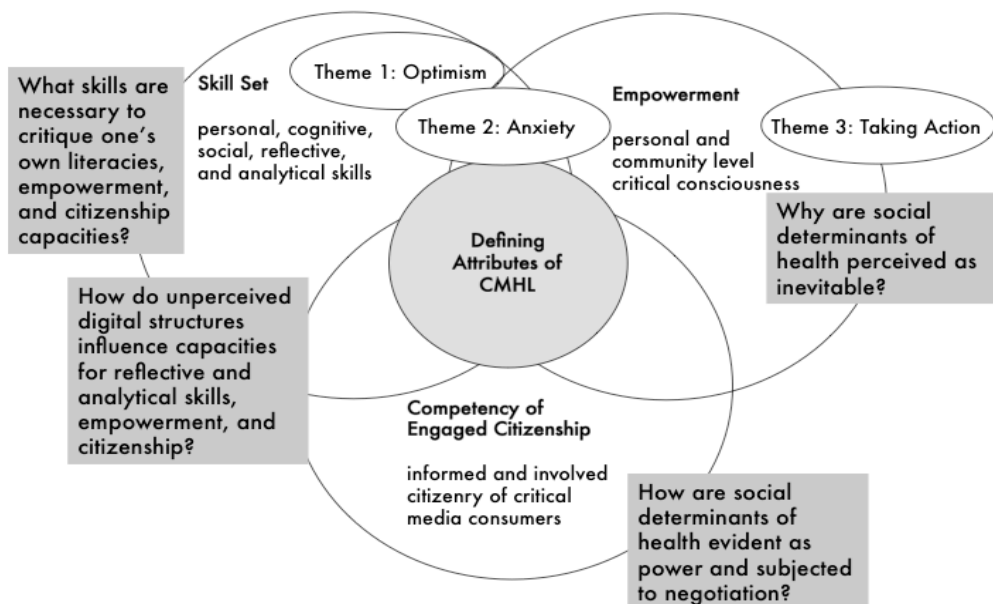 What skills are
necessary to
critique one's
own literacies,
empowerment,
and citizenship
capacities?
Skill Set
personal, cognitive,
social, reflective,
and analytical skills
Theme 1: Optimism
Theme 2: Anxiety
Empowerment
personal and
community level
critical consciousness
Theme 3: Taking Action
Why are social
determinants of
health perceived as
inevitable?
Defining
Attributes of
CMHL
How do unperceived
digital structures
influence capacities
for reflective and
analytical skills,
empowerment, and
citizenship?
Competency of
Engaged Citizenship
informed and involved
citizenry of critical
media consumers
How are social
determinants of
health evident as
power and subjected
to negotiation?